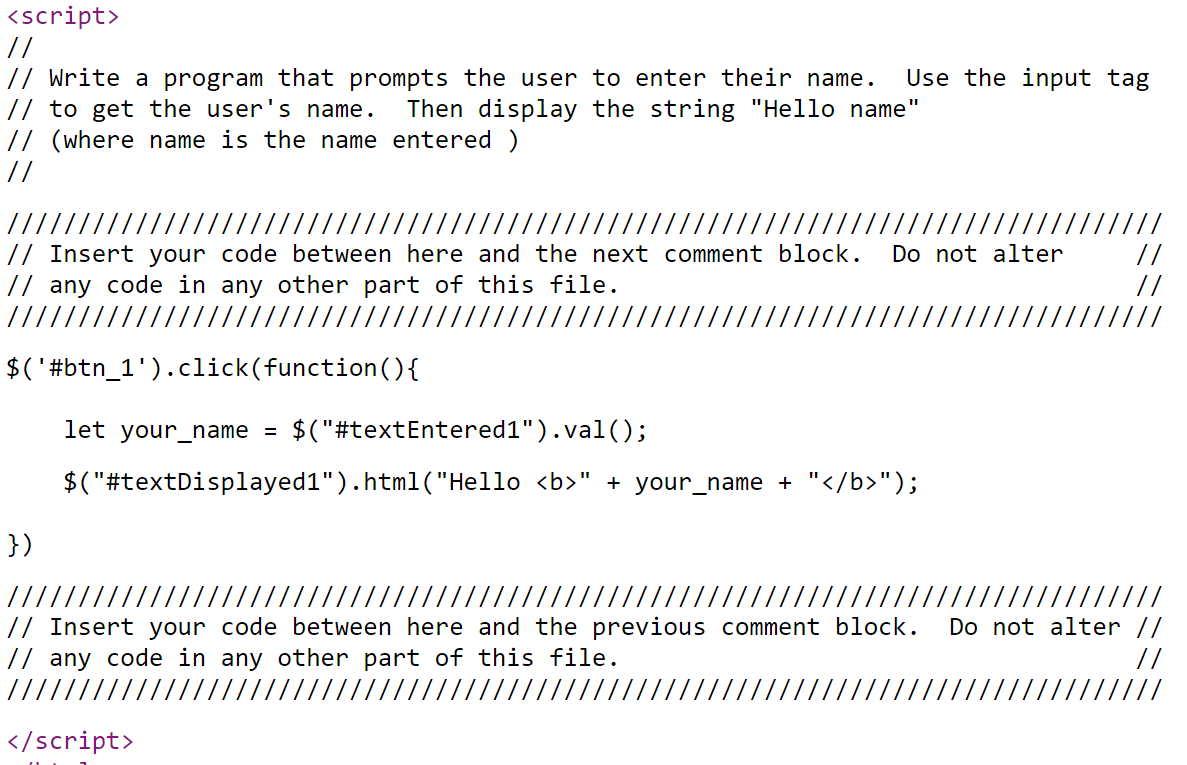 <script>
//
// Write a program that prompts the user to enter their name.  Use the input tag
// to get the user's name.  Then display the string "Hello name"
// (where name is the name entered )
//
/////////////////////////////////////////////////////////////////////////////////
// Insert your code between here and the next comment block.  Do not alter     //
// any code in any other part of this file.                                    //
/////////////////////////////////////////////////////////////////////////////////
$('#btn_1').click(function(){
    let your_name = $("#textEntered1").val();
    $("#textDisplayed1").html("Hello <b>" + your_name + "</b>");
})
/////////////////////////////////////////////////////////////////////////////////
// Insert your code between here and the previous comment block.  Do not alter //
// any code in any other part of this file.                                    //
/////////////////////////////////////////////////////////////////////////////////
</script>